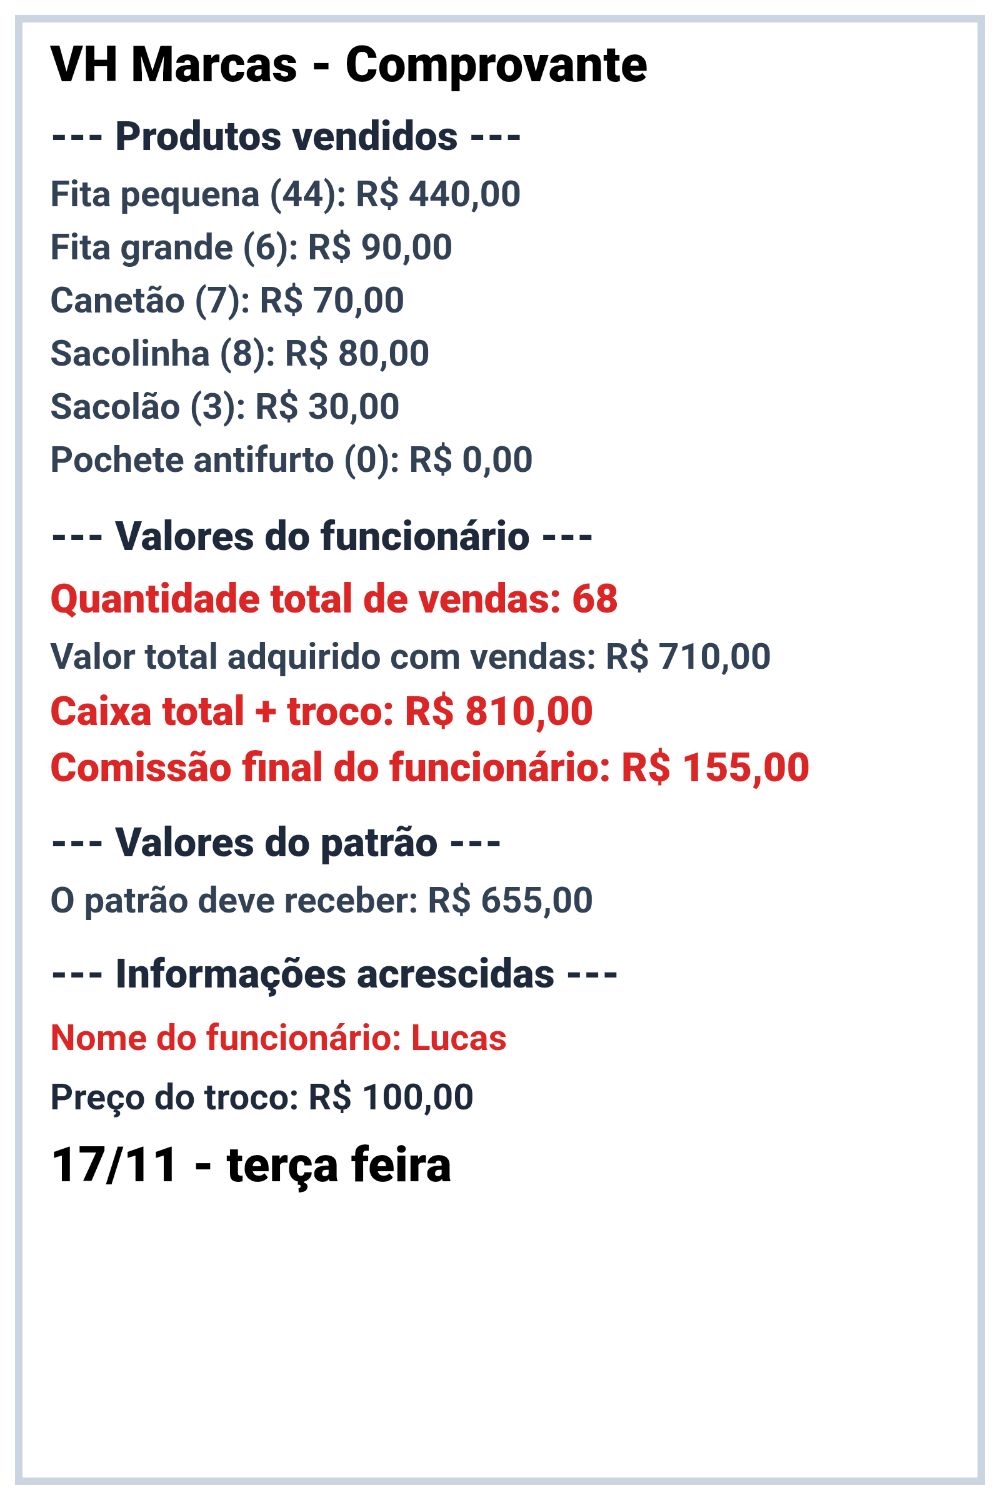 VH Marcas - Comprovante
--- Produtos vendidos ---
Fita pequena (44): R$ 440,00
Fita grande (6): R$ 90,00
Canetão (7): R$ 70,00
Sacolinha (8): R$ 80,00
Sacolão (3): R$ 30,00
Pochete antifurto (0): R$ 0,00
--- Valores do funcionário ---
Quantidade total de vendas: 68
Valor total adquirido com vendas: R$ 710,00
Caixa total + troco: R$ 810,00
Comissão final do funcionário: R$ 155,00
--- Valores do patrão ---
O patrão deve receber: R$ 655,00
--- Informações acrescidas ---
Nome do funcionário: Lucas
Preço do troco: R$ 100,00
17/11 - terça feira